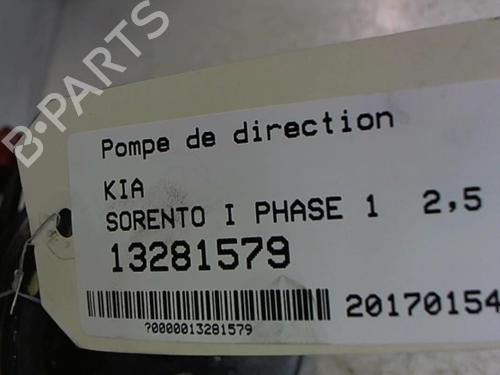 B-PARTS
Pompe de direction
KIA
SORENTO I PHASE 1 2,5
13281579
20170154
?0000013281579